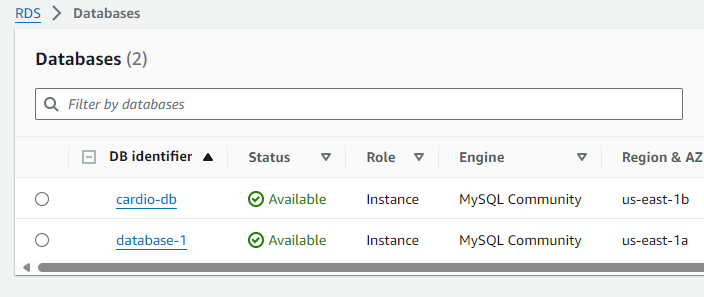 RDS > Databases
Databases (2)
Filter by databases
DB identifier Status Role Engine Region & AZ
cardio-db Available Instance MySQL Community us-east-1b
database-1 Available Instance MySQL Community us-east-1a